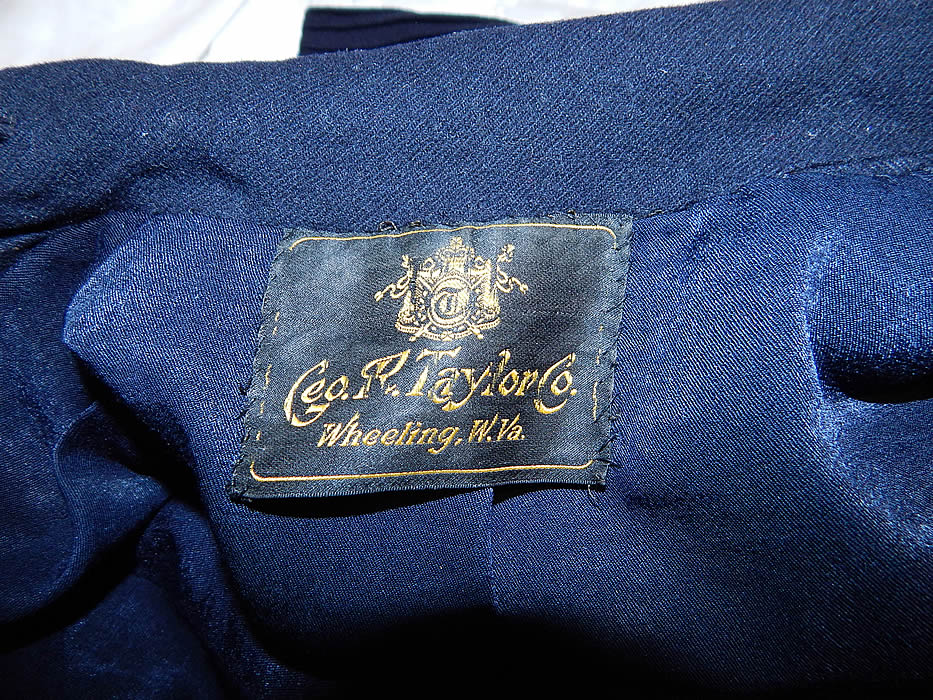 T
Geo. R. Taylor Co.
Wheeling, W. Va.